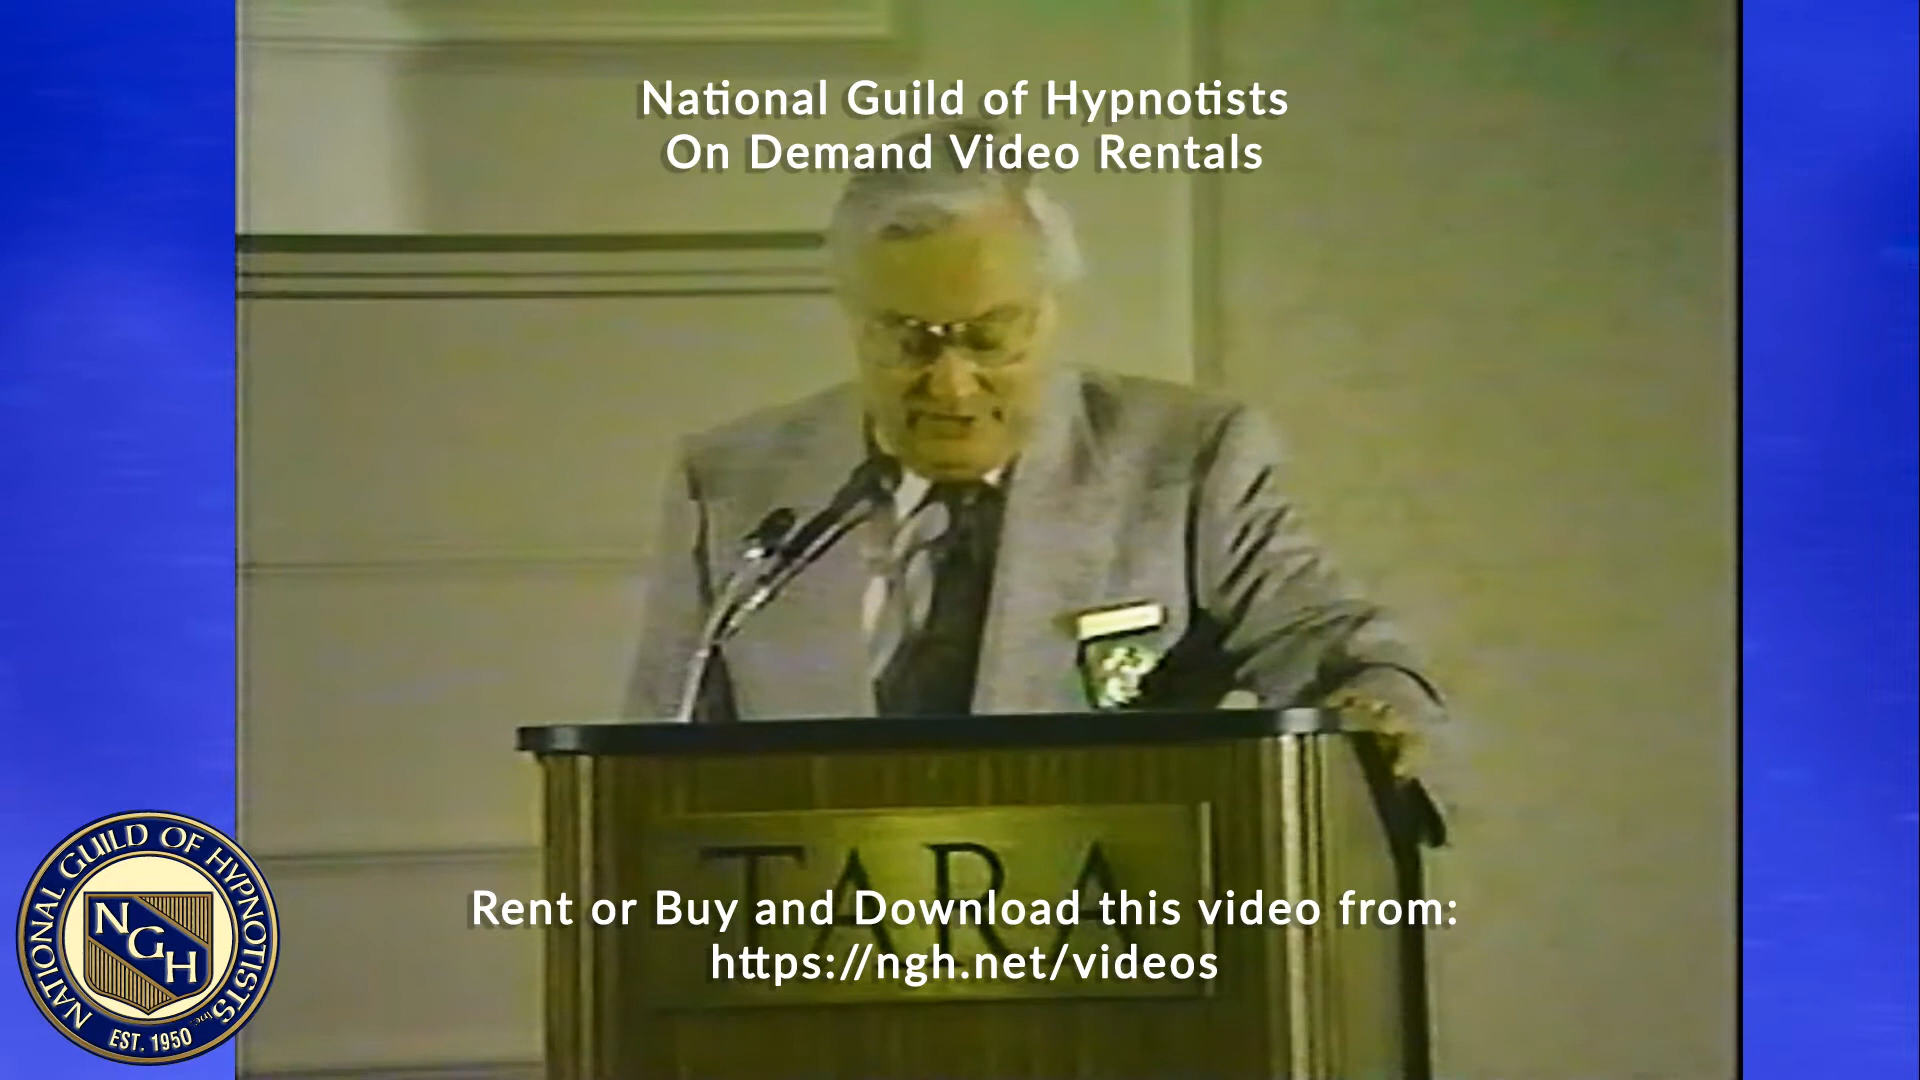 National Guild of Hypnotists
On Demand Video Rentals
TARA
Rent or Buy and Download this video from:
https://ngh.net/videos
NATIONAL GUILD OF HYPNOTISTS, Inc.
NGH
EST. 1950